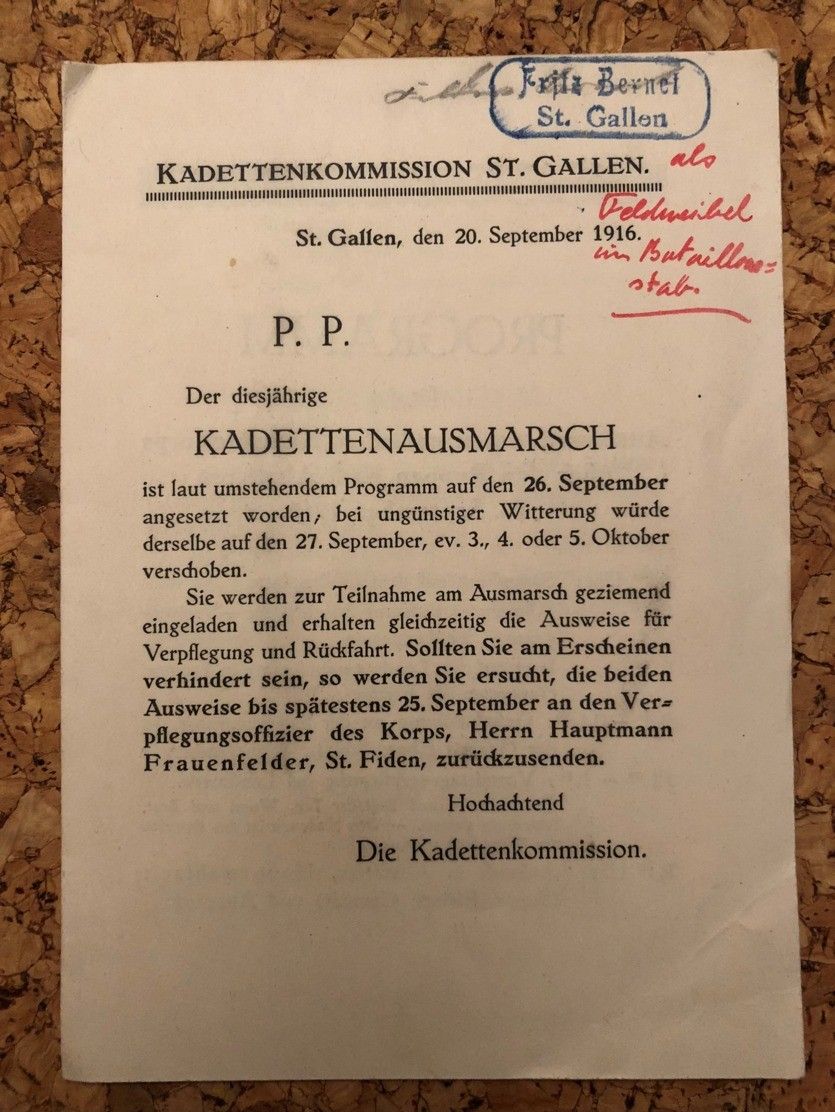 Fritz Bernet
St. Gallen
KADETTENKOMMISSION ST. GALLEN.
als
Feldweibel
im Bataillons=
stab.
St. Gallen, den 20. September 1916.
P. P.
Der diesjährige
KADETTENAUSMARSCH
ist laut umstehendem Programm auf den 26. September
angesetzt worden; bei ungünstiger Witterung würde
derselbe auf den 27. September, ev. 3., 4. oder 5. Oktober
verschoben.
Sie werden zur Teilnahme am Ausmarsch geziemend
eingeladen und erhalten gleichzeitig die Ausweise für
Verpflegung und Rückfahrt. Sollten Sie am Erscheinen
verhindert sein, so werden Sie ersucht, die beiden
Ausweise bis spätestens 25. September an den Ver=
pflegungsoffizier des Korps, Herrn Hauptmann
Frauenfelder, St. Fiden, zurückzusenden.
Hochachtend
Die Kadettenkommission.